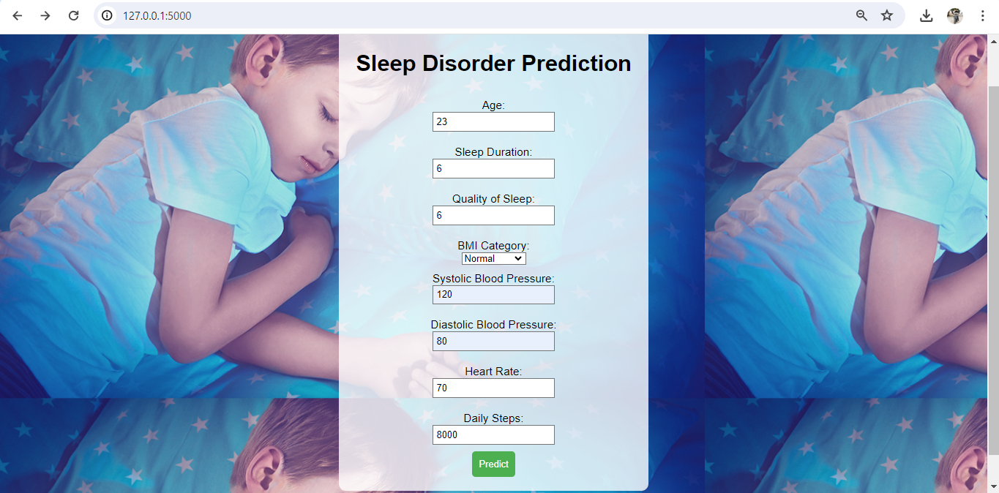 127.0.0.1:5000
Sleep Disorder Prediction
Age:
23
Sleep Duration:
6
Quality of Sleep:
6
BMI Category:
Normal
Systolic Blood Pressure:
120
Diastolic Blood Pressure:
80
Heart Rate:
70
Daily Steps:
8000
Predict